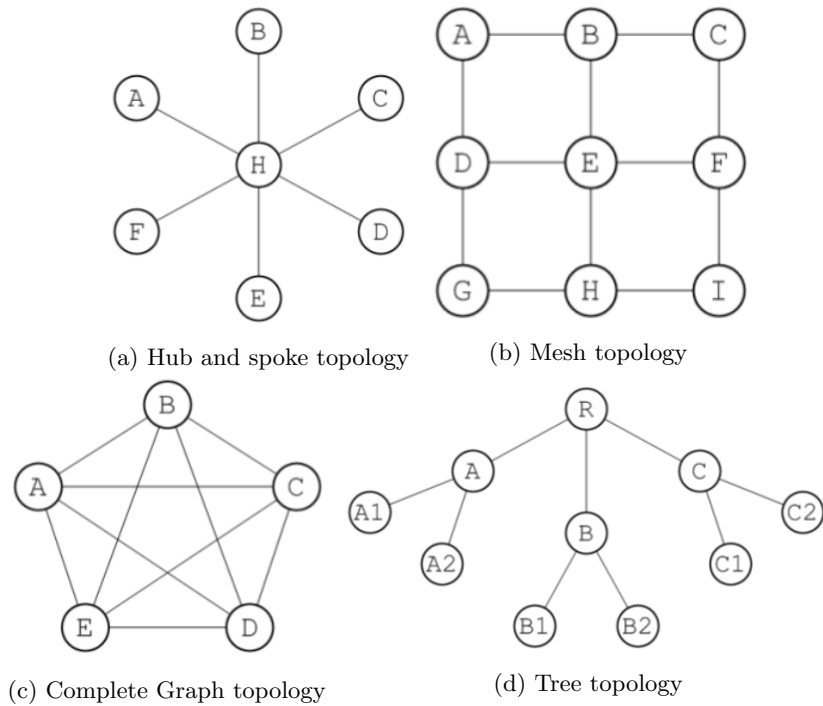 B
A
C
H
F
D
E
(a) Hub and spoke topology
A B C
D E F
G H I
(b) Mesh topology
B
A C
E D
(c) Complete Graph topology
R
A C
A1 C2
B
A2 C1
B1 B2
(d) Tree topology